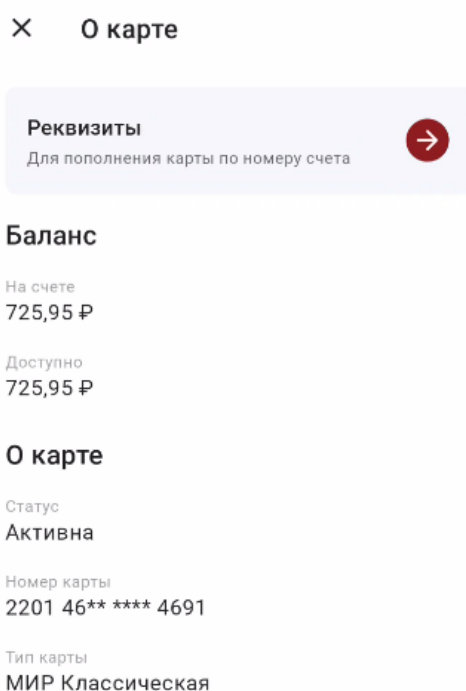 О карте
Реквизиты
Для пополнения карты по номеру счета
Баланс
На счете
725,95 ₽
Доступно
725,95 ₽
О карте
Статус
Активна
Номер карты
2201 46** **** 4691
Тип карты
МИР Классическая